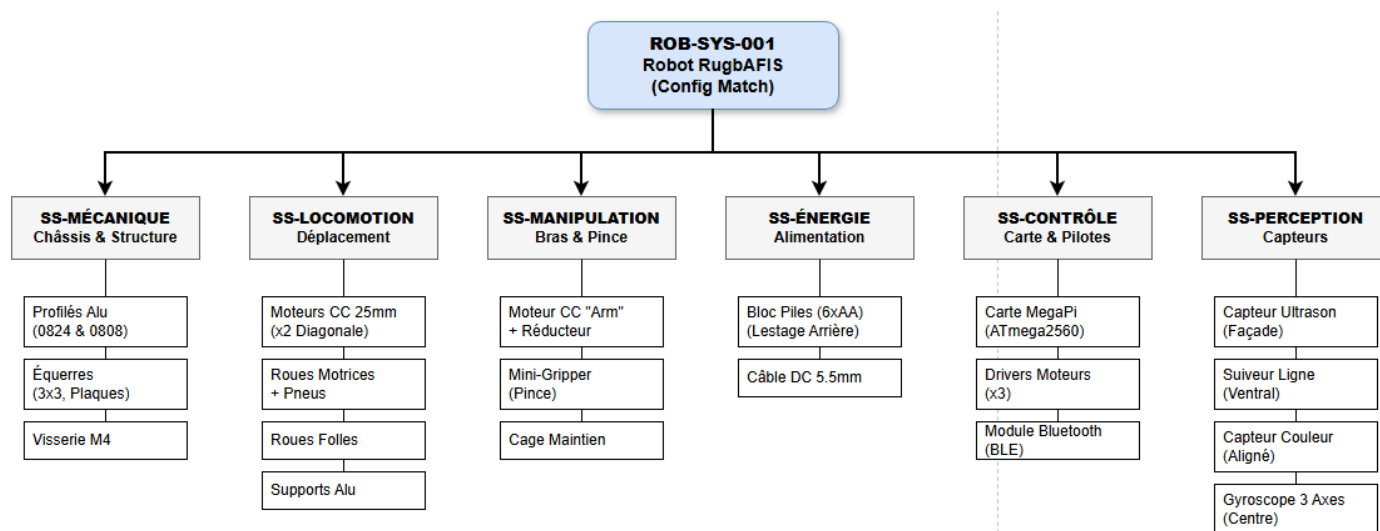 ROB-SYS-001
Robot RugbAFIS
(Config Match)
SS-MÉCANIQUE
Châssis & Structure
Profilés Alu
(0824 & 0808)
Équerres
(3x3, Plaques)
Visserie M4
SS-LOCOMOTION
Déplacement
Moteurs CC 25mm
(x2 Diagonale)
Roues Motrices
+ Pneus
Roues Folles
Supports Alu
SS-MANIPULATION
Bras & Pince
Moteur CC "Arm"
+ Réducteur
Mini-Gripper
(Pince)
Cage Maintien
SS-ÉNERGIE
Alimentation
Bloc Piles (6xAA)
(Lestage Arrière)
Câble DC 5.5mm
SS-CONTRÔLE
Carte & Pilotes
Carte MegaPi
(ATmega2560)
Drivers Moteurs
(x3)
Module Bluetooth
(BLE)
SS-PERCEPTION
Capteurs
Capteur Ultrason
(Façade)
Suiveur Ligne
(Ventral)
Capteur Couleur
(Aligné)
Gyroscope 3 Axes
(Centre)